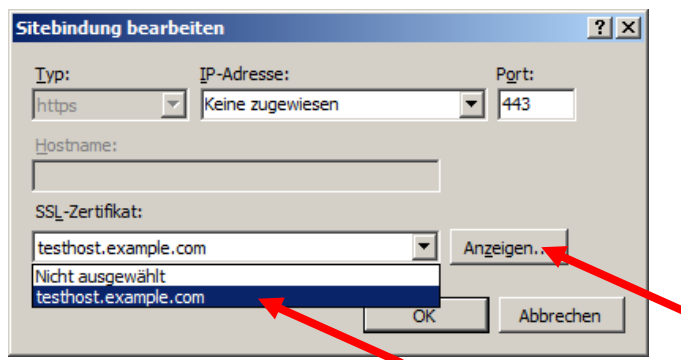 Sitebindung bearbeiten
Typ: IP-Adresse: Port:
https Keine zugewiesen 443
Hostname:
SSL-Zertifikat:
testhost.example.com Anzeigen...
Nicht ausgewählt
testhost.example.com
OK Abbrechen